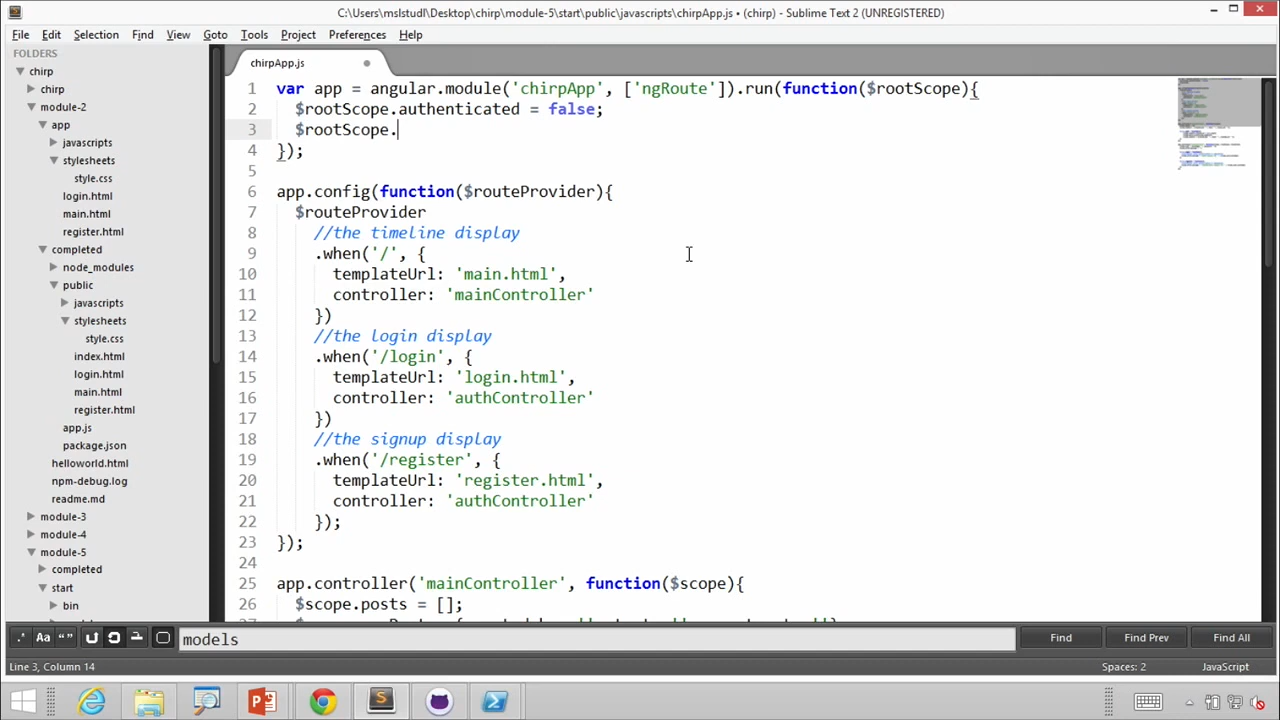 C:\Users\mslstudl\Desktop\chirp\module-5\start\public\javascripts\chirpApp.js • (chirp) - Sublime Text 2 (UNREGISTERED)
File Edit Selection Find View Goto Tools Project Preferences Help
FOLDERS
chirp
chirp
module-2
app
javascripts
stylesheets
style.css
login.html
main.html
register.html
completed
node_modules
public
javascripts
stylesheets
style.css
index.html
login.html
main.html
register.html
app.js
package.json
helloworld.html
npm-debug.log
readme.md
module-3
module-4
module-5
completed
start
bin
chirpApp.js
1 var app = angular.module('chirpApp', ['ngRoute']).run(function($rootScope){
2 $rootScope.authenticated = false;
3 $rootScope.
4 });
5
6 app.config(function($routeProvider){
7 $routeProvider
8 //the timeline display
9 .when('/', {
10 templateUrl: 'main.html',
11 controller: 'mainController'
12 })
13 //the login display
14 .when('/login', {
15 templateUrl: 'login.html',
16 controller: 'authController'
17 })
18 //the signup display
19 .when('/register', {
20 templateUrl: 'register.html',
21 controller: 'authController'
22 });
23 });
24
25 app.controller('mainController', function($scope){
26 $scope.posts = [];
.* Aa “” models Find Find Prev Find All
Line 3, Column 14 Spaces: 2 JavaScript